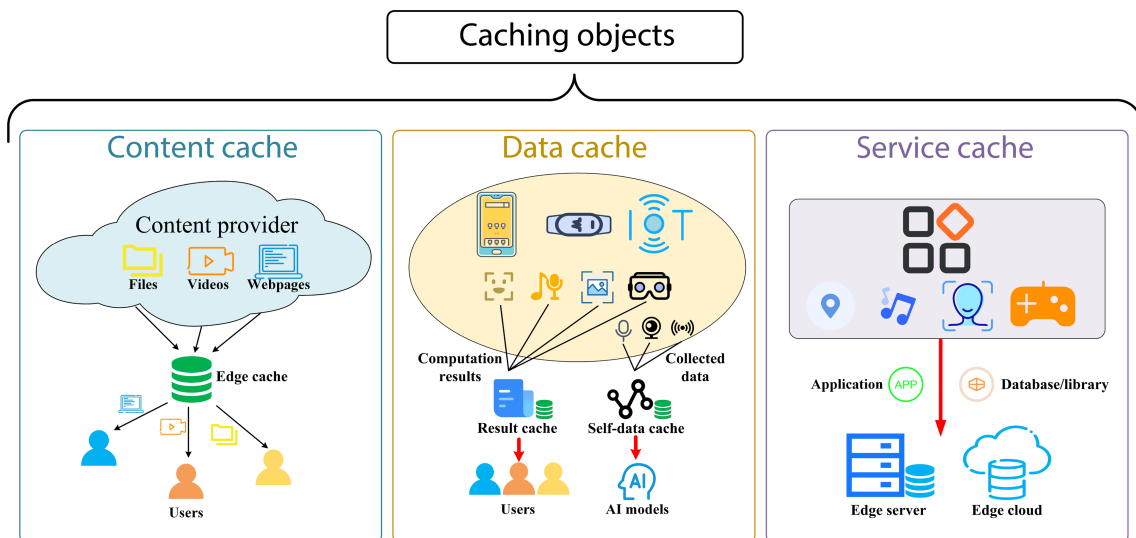 Caching objects
Content cache
Content provider
Files
Videos
Webpages
Edge cache
Users
Data cache
I T
Computation
results
Collected
data
Result cache
Self-data cache
AI
Users
AI models
Service cache
Application
APP
Database/library
Edge server
Edge cloud